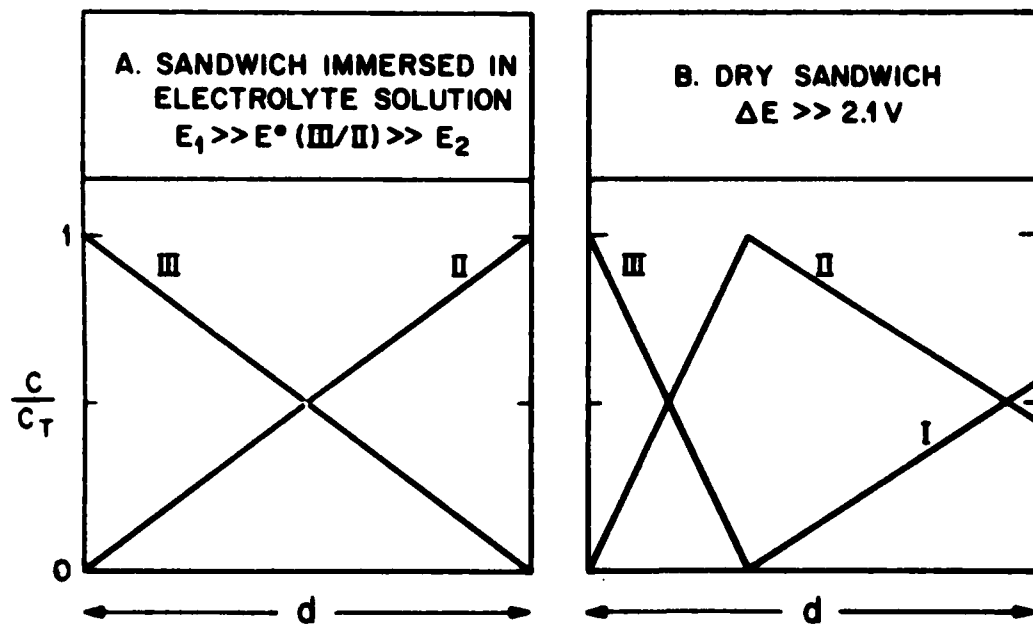 A. SANDWICH IMMERSED IN
ELECTROLYTE SOLUTION
E₁ >> E° (III/II) >> E₂
B. DRY SANDWICH
ΔE >> 2.1 V
1
III
II
C
C_T
0
d
III
II
I
d